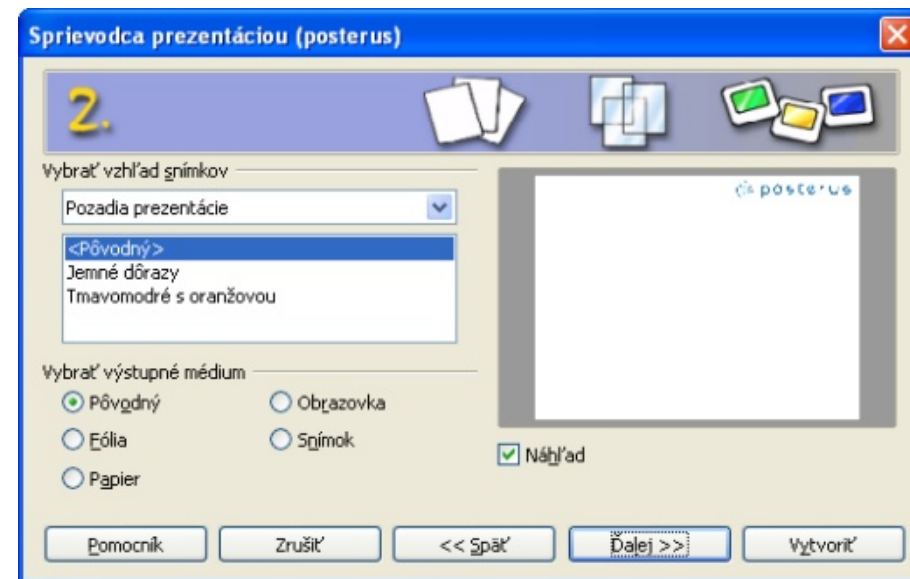 Sprievodca prezentáciou (posterus)
2.
Vybrať vzhľad snímkov
Pozadia prezentácie
<Pôvodný>
Jemné dôrazy
Tmavomodré s oranžovou
Vybrať výstupné médium
Pôvodný
Obrazovka
Fólia
Snímok
Papier
posterus
Náhľad
Pomocník
Zrušiť
<< Späť
Ďalej >>
Vytvoriť